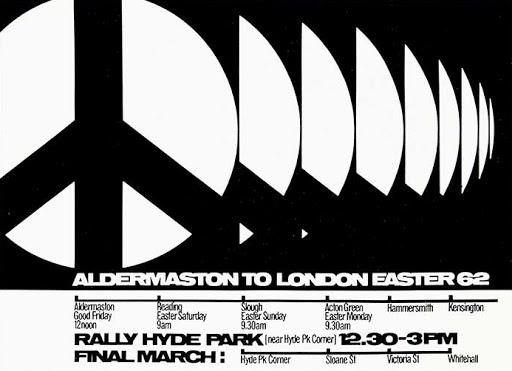 ALDERMASTON TO LONDON EASTER 62
Aldermaston Reading Slough Acton Green Hammersmith Kensington
Good Friday Easter Saturday Easter Sunday Easter Monday
12noon 9am 9.30am 9.30am
RALLY HYDE PARK (near Hyde Pk Corner) 12.30-3PM
FINAL MARCH: Hyde Pk Corner Sloane St Victoria St Whitehall